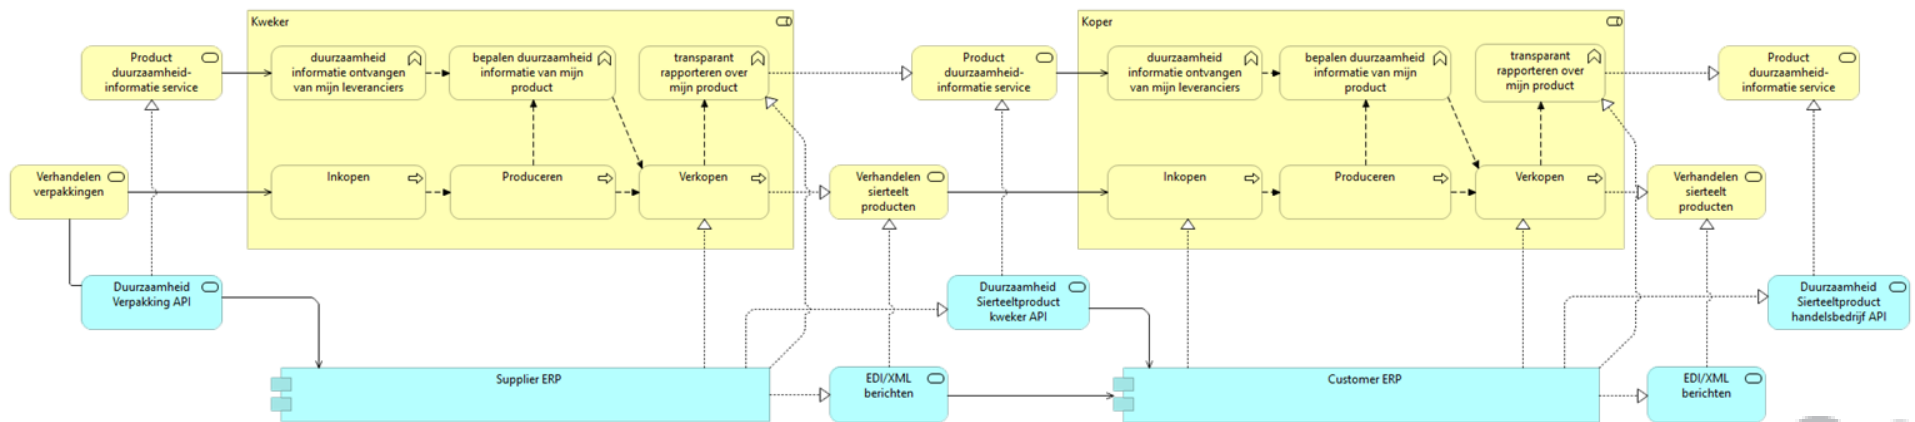 Kweker
Koper
Product
duurzaamheid-
informatie service
duurzaamheid
informatie ontvangen
van mijn leveranciers
bepalen duurzaamheid
informatie van mijn
product
transparant
rapporteren over
mijn product
Product
duurzaamheid-
informatie service
duurzaamheid
informatie ontvangen
van mijn leveranciers
bepalen duurzaamheid
informatie van mijn
product
transparant
rapporteren over
mijn product
Product
duurzaamheid-
informatie service
Verhandelen
verpakkingen
Inkopen
Produceren
Verkopen
Verhandelen
sierteelt
producten
Inkopen
Produceren
Verkopen
Verhandelen
sierteelt
producten
Duurzaamheid
Verpakking API
Duurzaamheid
Sierteeltproduct
kweker API
Duurzaamheid
Sierteeltproduct
handelsbedrijf API
Supplier ERP
EDI/XML
berichten
Customer ERP
EDI/XML
berichten